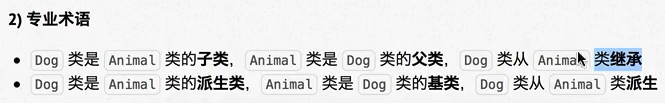 2) 专业术语
Dog 类是 Animal 类的子类，Animal 类是 Dog 类的父类，Dog 类从 Animal 类继承
Dog 类是 Animal 类的派生类，Animal 类是 Dog 类的基类，Dog 类从 Animal 类派生